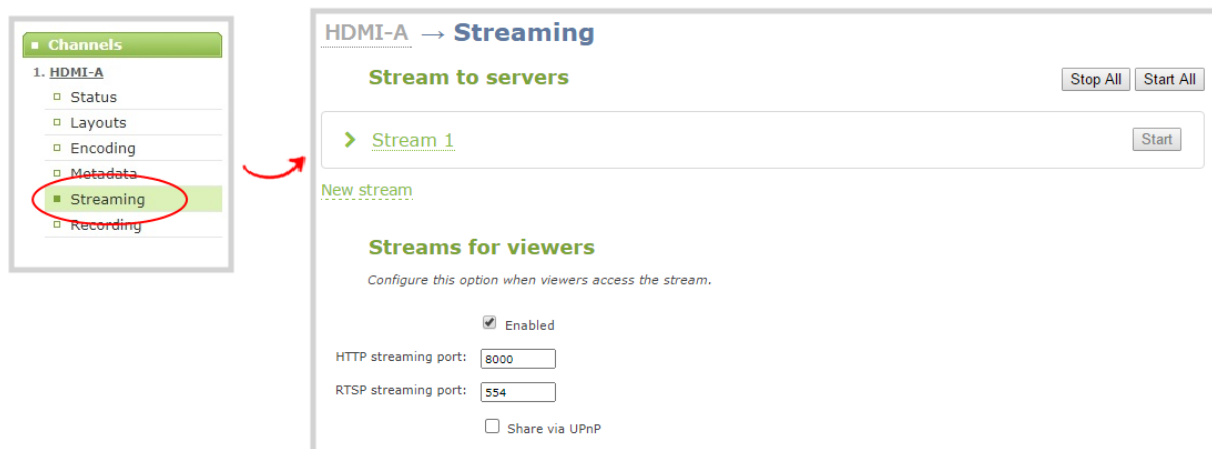 Channels
1. HDMI-A
Status
Layouts
Encoding
Metadata
Streaming
Recording
HDMI-A → Streaming
Stream to servers
Stop All Start All
Stream 1
Start
New stream
Streams for viewers
Configure this option when viewers access the stream.
Enabled
HTTP streaming port: 8000
RTSP streaming port: 554
Share via UPnP